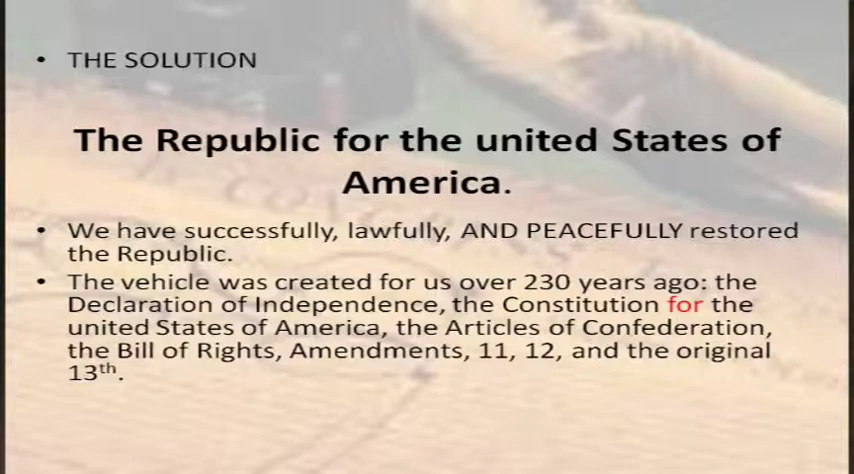 • THE SOLUTION
The Republic for the united States of
America.
• We have successfully, lawfully, AND PEACEFULLY restored
the Republic.
• The vehicle was created for us over 230 years ago: the
Declaration of Independence, the Constitution for the
united States of America, the Articles of Confederation,
the Bill of Rights, Amendments, 11, 12, and the original
13th.